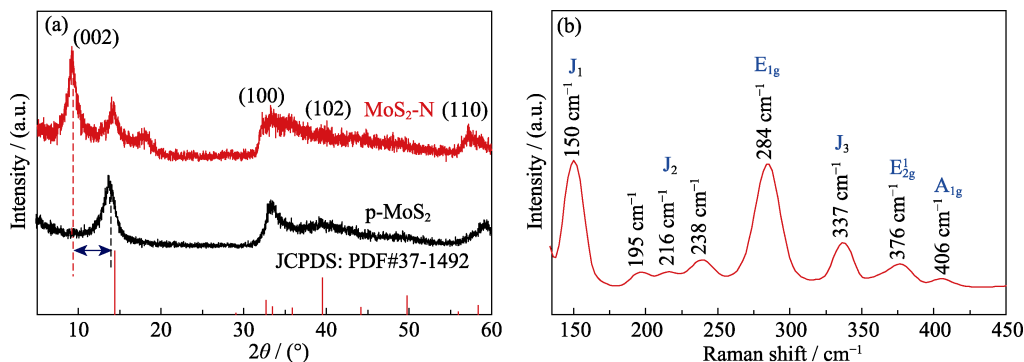 (a)
(002)
(100)
(102)
(110)
MoS₂-N
p-MoS₂
JCPDS: PDF#37-1492
Intensity / (a.u.)
10 20 30 40 50 60
2θ / (°)
(b)
J₁
150 cm⁻¹
195 cm⁻¹
J₂
216 cm⁻¹
238 cm⁻¹
E₁g
284 cm⁻¹
J₃
337 cm⁻¹
E¹₂g
376 cm⁻¹
A₁g
406 cm⁻¹
Intensity / (a.u.)
150 200 250 300 350 400 450
Raman shift / cm⁻¹